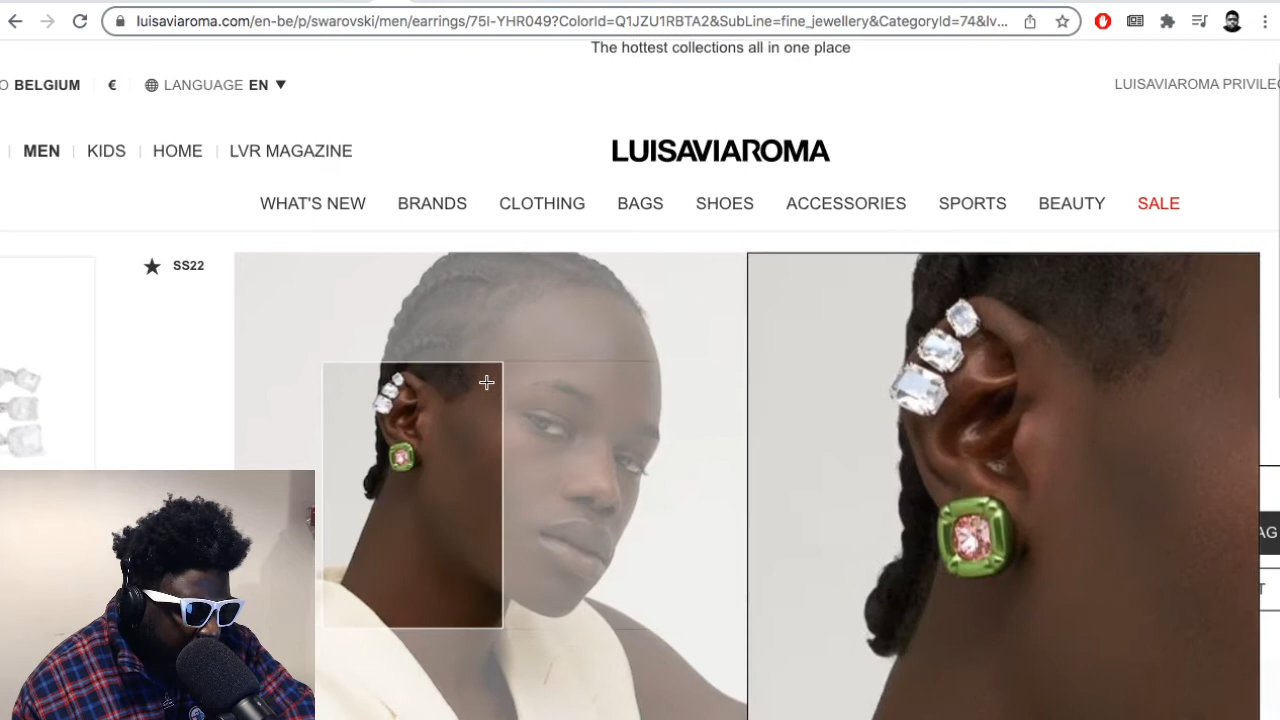 luisaviaroma.com/en-be/p/swarovski/men/earrings/75I-YHR049?ColorId=Q1JZU1RBTA2&SubLine=fine_jewellery&CategoryId=74&lv...
The hottest collections all in one place
O BELGIUM € LANGUAGE EN ▼ LUISAVIAROMA PRIVILEG
MEN KIDS HOME LVR MAGAZINE LUISAVIAROMA
WHAT'S NEW BRANDS CLOTHING BAGS SHOES ACCESSORIES SPORTS BEAUTY SALE
★ SS22
AG
T